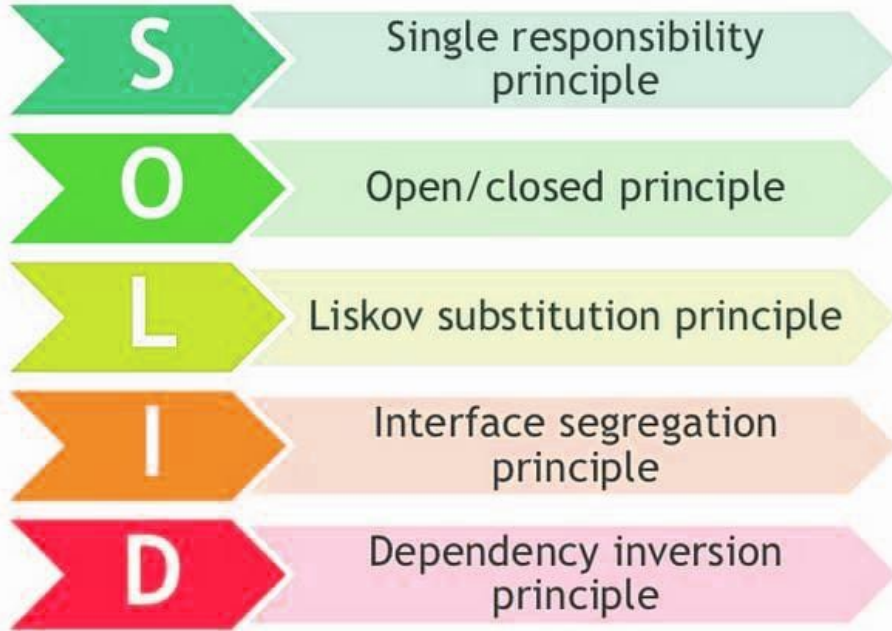 S
Single responsibility
principle
O
Open/closed principle
L
Liskov substitution principle
I
Interface segregation
principle
D
Dependency inversion
principle